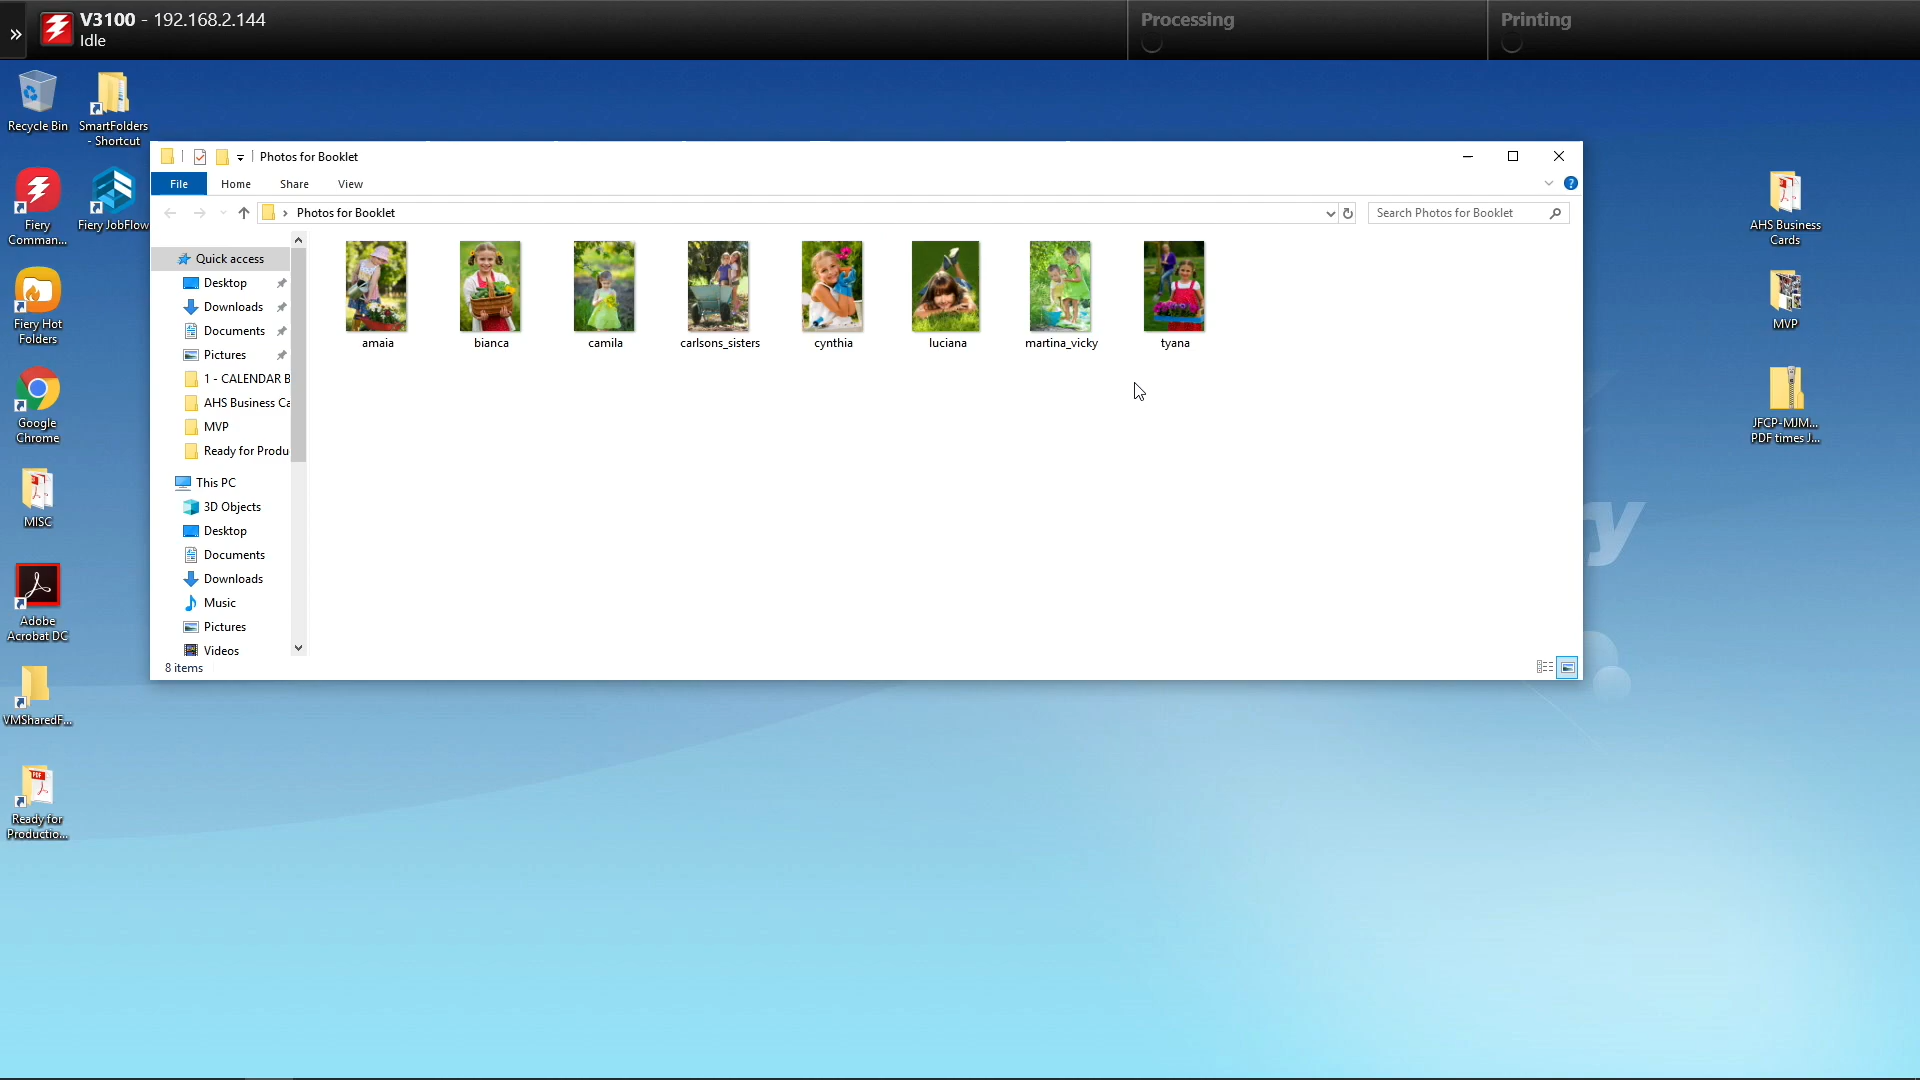 V3100 - 192.168.2.144
Idle
Processing
Printing
Recycle Bin
SmartFolders
- Shortcut
Fiery
Comman...
Fiery JobFlow
Fiery Hot
Folders
Google
Chrome
MISC
Adobe
Acrobat DC
VMSharedF...
Ready for
Productio...
Photos for Booklet
File
Home
Share
View
Photos for Booklet
Search Photos for Booklet
Quick access
Desktop
Downloads
Documents
Pictures
1 - CALENDAR B
AHS Business Ca
MVP
Ready for Produ
This PC
3D Objects
Desktop
Documents
Downloads
Music
Pictures
Videos
8 items
amaia
bianca
camila
carlsons_sisters
cynthia
luciana
martina_vicky
tyana
AHS Business
Cards
MVP
JFCP-MJM...
PDF times J...
ry